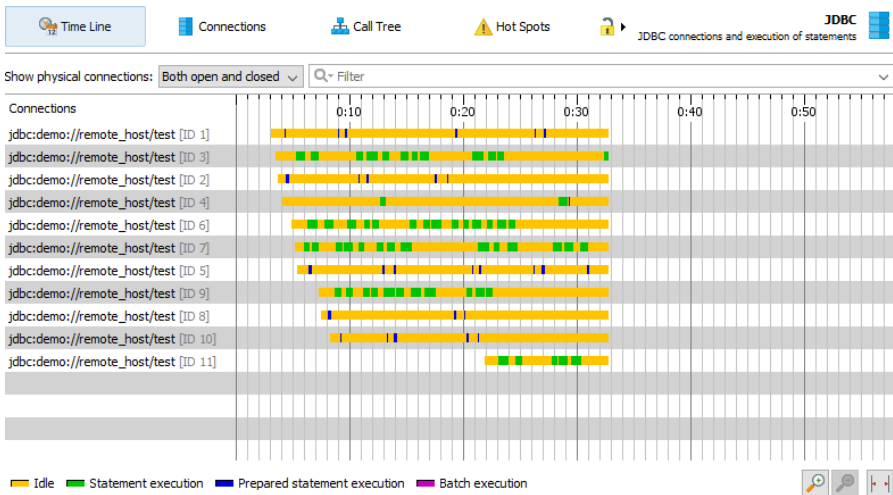 Time Line
Connections
Call Tree
Hot Spots
JDBC
JDBC connections and execution of statements
Show physical connections: Both open and closed
Filter
Connections
0:10 0:20 0:30 0:40 0:50
jdbc:demo://remote_host/test [ID 1]
jdbc:demo://remote_host/test [ID 3]
jdbc:demo://remote_host/test [ID 2]
jdbc:demo://remote_host/test [ID 4]
jdbc:demo://remote_host/test [ID 6]
jdbc:demo://remote_host/test [ID 7]
jdbc:demo://remote_host/test [ID 5]
jdbc:demo://remote_host/test [ID 9]
jdbc:demo://remote_host/test [ID 8]
jdbc:demo://remote_host/test [ID 10]
jdbc:demo://remote_host/test [ID 11]
Idle Statement execution Prepared statement execution Batch execution